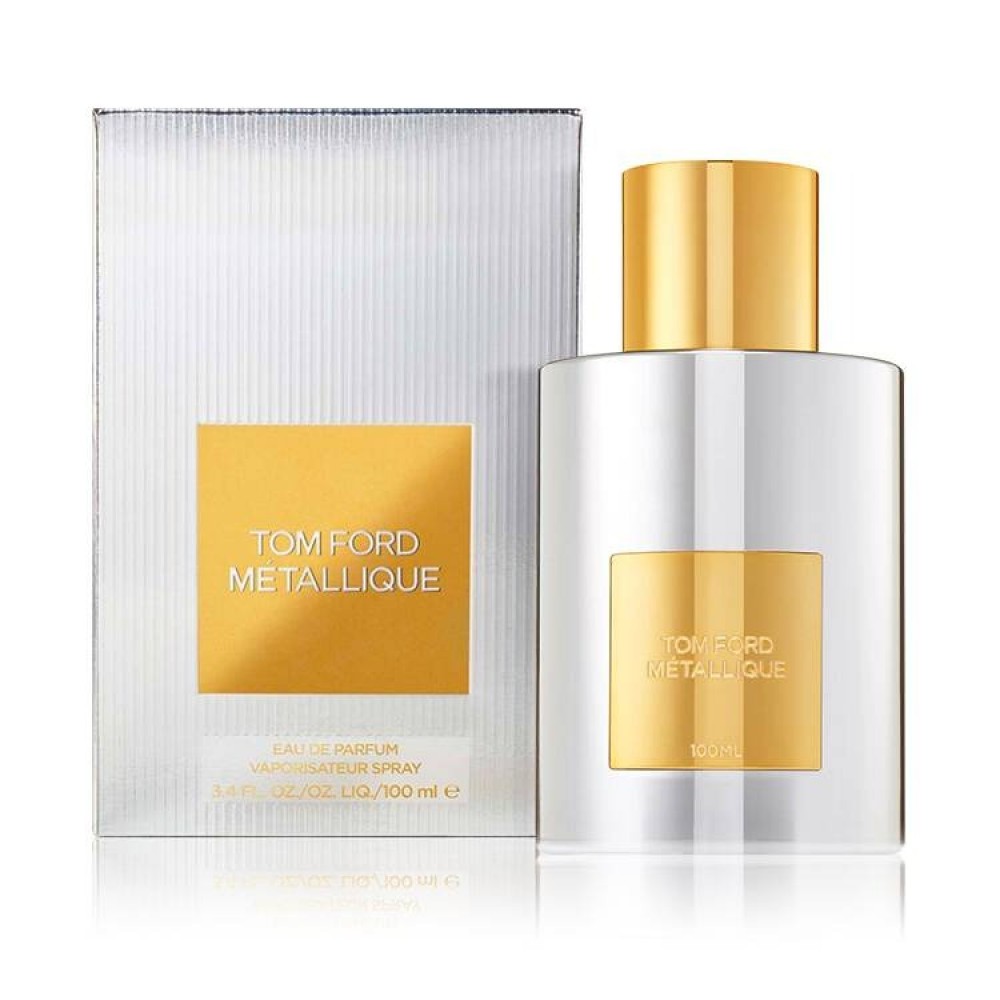 TOM FORD
MÉTALLIQUE
EAU DE PARFUM
VAPORISATEUR SPRAY
3.4 FL. OZ./OZ. LIQ./100 ml e
TOM FORD
MÉTALLIQUE
100ML